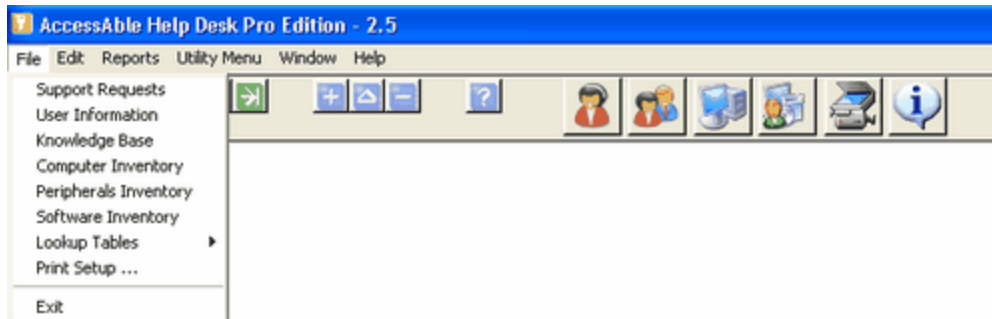 AccessAble Help Desk Pro Edition - 2.5
File Edit Reports Utility Menu Window Help
Support Requests
User Information
Knowledge Base
Computer Inventory
Peripherals Inventory
Software Inventory
Lookup Tables
Print Setup ...
Exit